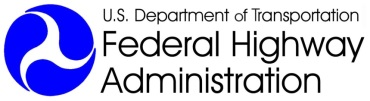 U.S. Department of Transportation
Federal Highway
Administration